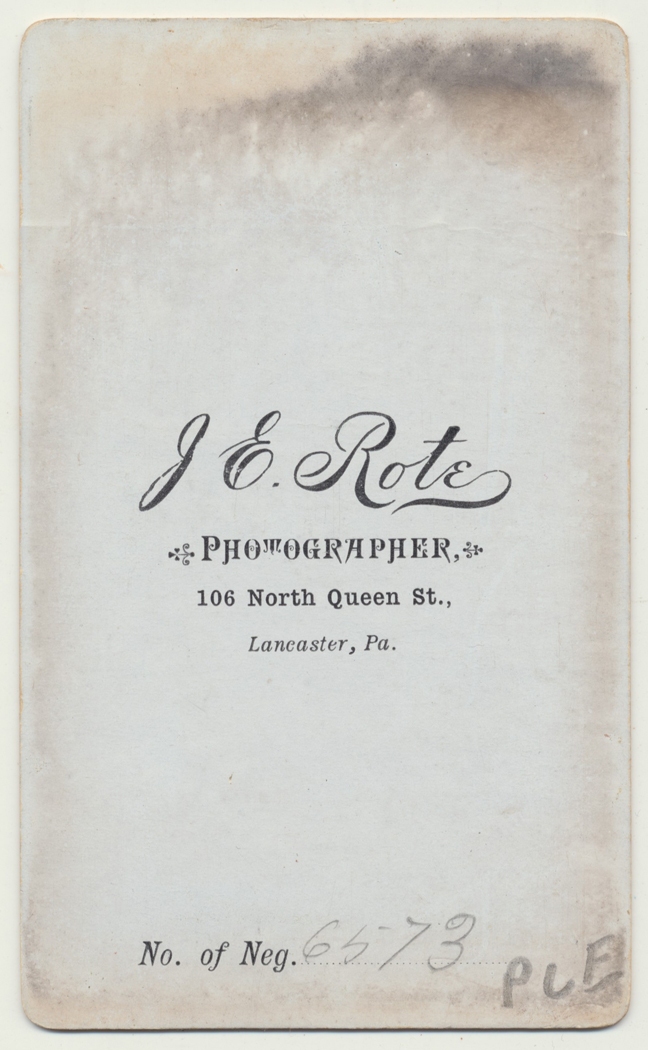 J E. Rote
PHOTOGRAPHER,
106 North Queen St.,
Lancaster, Pa.
No. of Neg. 6573
PLE